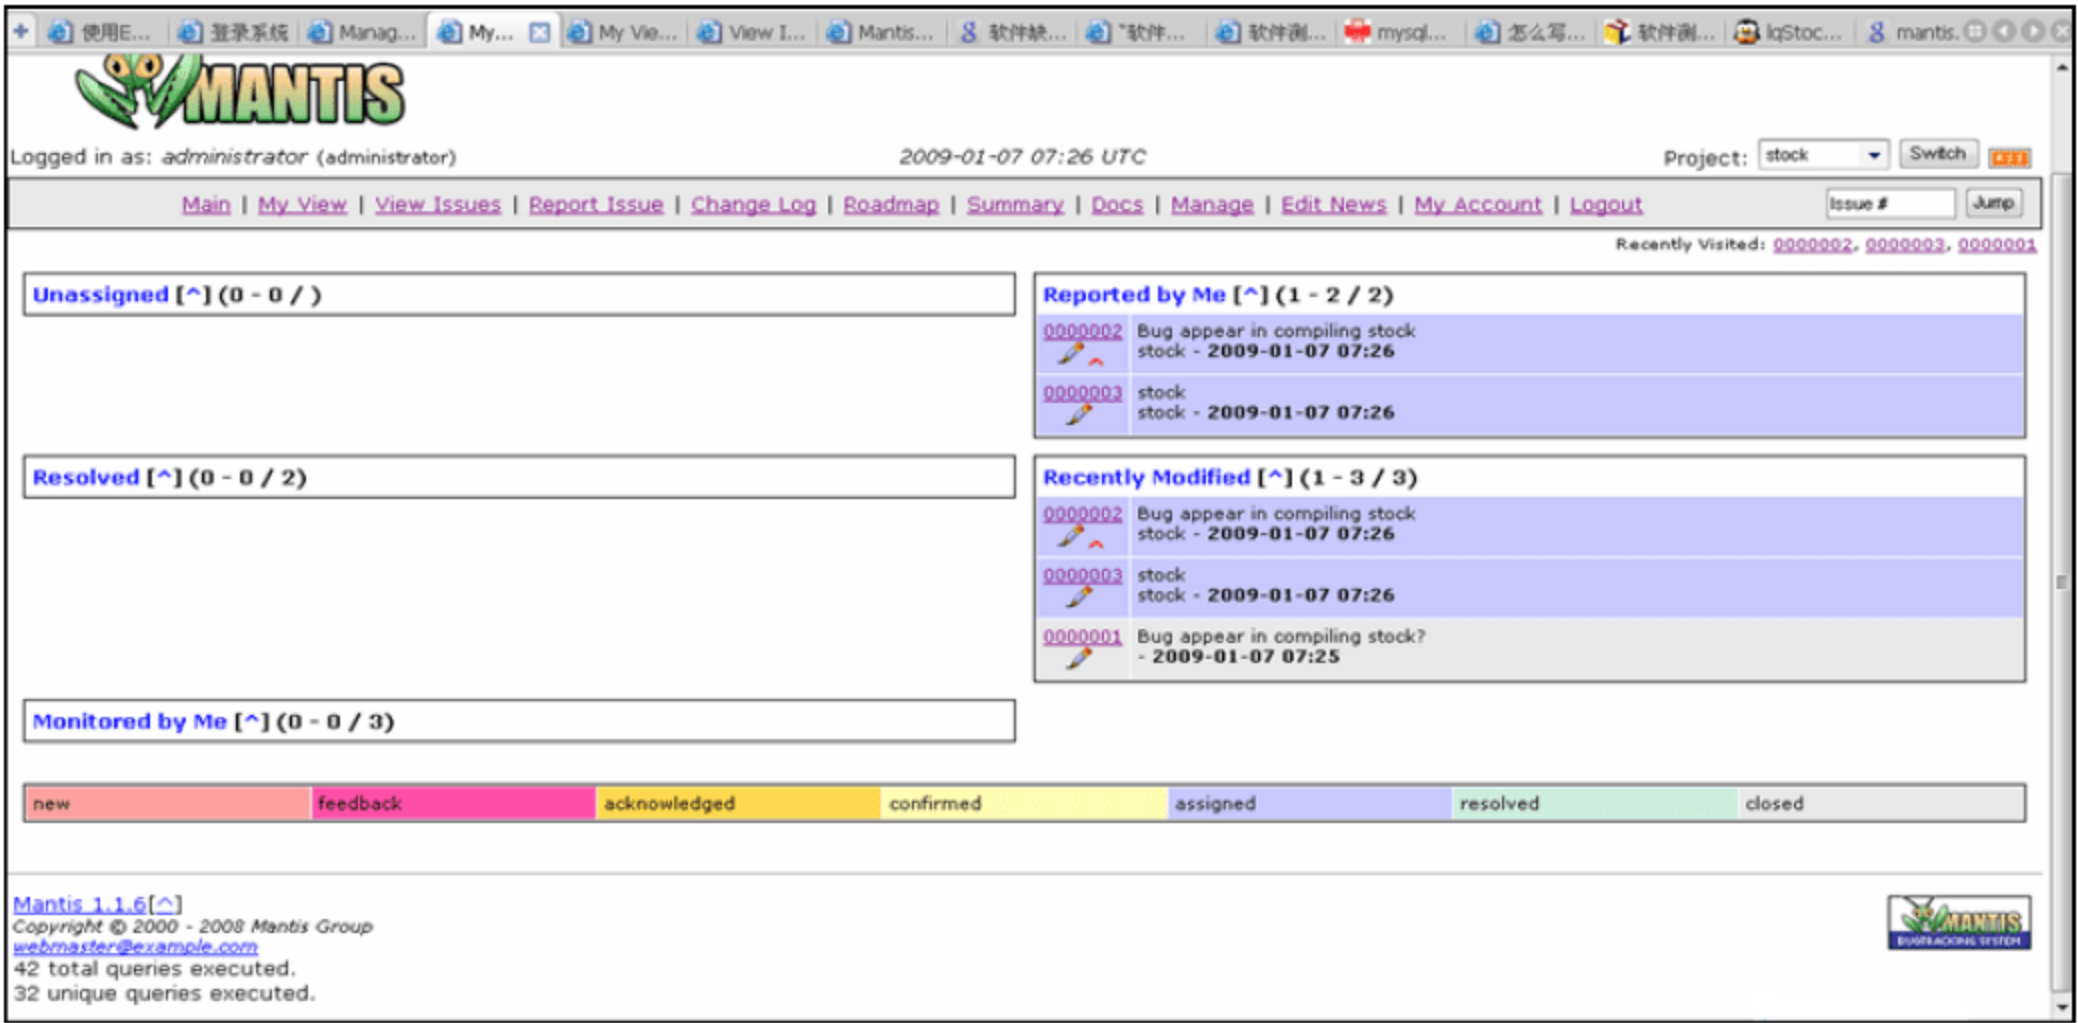 使用E... 登录系统 Manag... My... My Vie... View I... Mantis... 软件缺... "软件... 软件测... mysql... 怎么写... 软件测... lqStoc... mantis.
MANTIS
Logged in as: administrator (administrator) 2009-01-07 07:26 UTC Project: stock Switch
Main | My View | View Issues | Report Issue | Change Log | Roadmap | Summary | Docs | Manage | Edit News | My Account | Logout Issue # Jump
Recently Visited: 0000002, 0000003, 0000001
Unassigned [^] (0 - 0 / )
Reported by Me [^] (1 - 2 / 2)
0000002 Bug appear in compiling stock
stock - 2009-01-07 07:26
0000003 stock
stock - 2009-01-07 07:26
Resolved [^] (0 - 0 / 2)
Recently Modified [^] (1 - 3 / 3)
0000002 Bug appear in compiling stock
stock - 2009-01-07 07:26
0000003 stock
stock - 2009-01-07 07:26
0000001 Bug appear in compiling stock?
- 2009-01-07 07:25
Monitored by Me [^] (0 - 0 / 3)
new feedback acknowledged confirmed assigned resolved closed
Mantis 1.1.6[^]
Copyright © 2000 - 2008 Mantis Group
webmaster@example.com
42 total queries executed.
32 unique queries executed.
MANTIS
BUGTRACKING SYSTEM